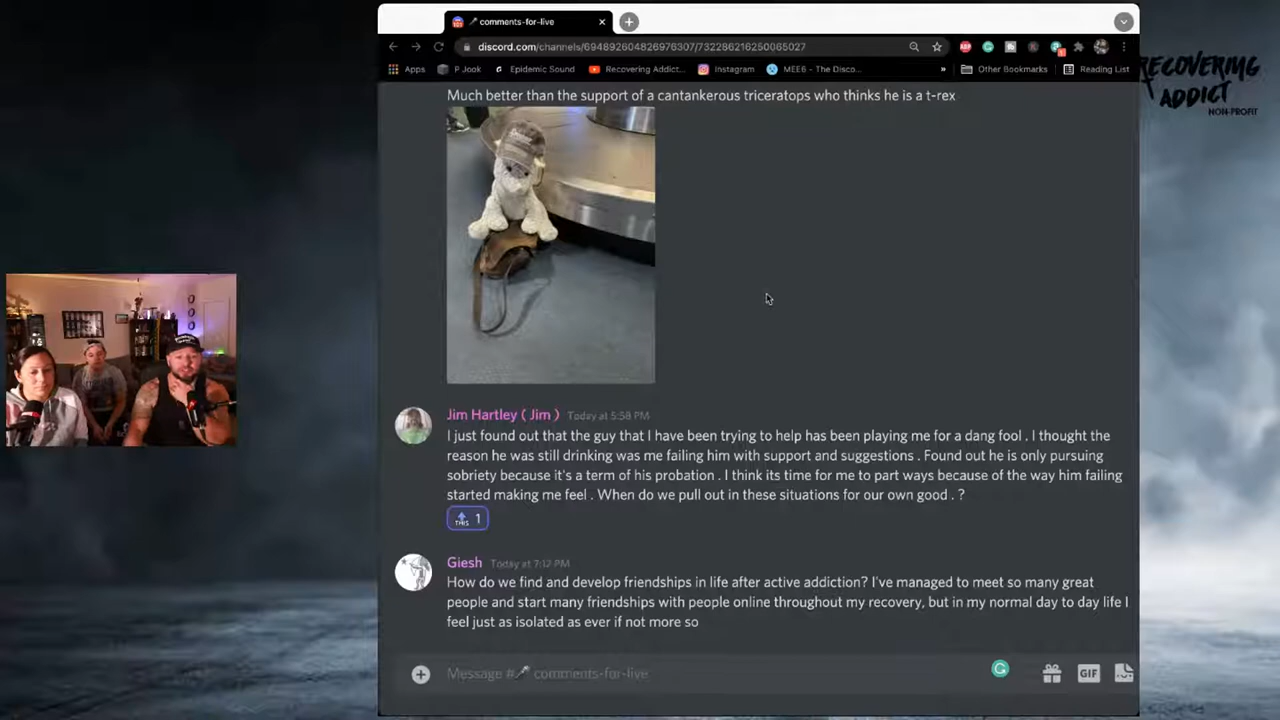 comments-for-live
discord.com/channels/694892604826976307/732286216250065027
Apps
P Jook
Epidemic Sound
Recovering Addict...
Instagram
MEE6 - The Disco...
»
Other Bookmarks
Reading List
RECOVERING
ADDICT
NON-PROFIT
Much better than the support of a cantankerous triceratops who thinks he is a t-rex
Jim Hartley ( Jim ) Today at 5:58 PM
I just found out that the guy that I have been trying to help has been playing me for a dang fool . I thought the
reason he was still drinking was me failing him with support and suggestions . Found out he is only pursuing
sobriety because it's a term of his probation . I think its time for me to part ways because of the way him failing
started making me feel . When do we pull out in these situations for our own good . ?
THIS 1
Giesh Today at 7:12 PM
How do we find and develop friendships in life after active addiction? I've managed to meet so many great
people and start many friendships with people online throughout my recovery, but in my normal day to day life I
feel just as isolated as ever if not more so
Message # comments-for-live
GIF